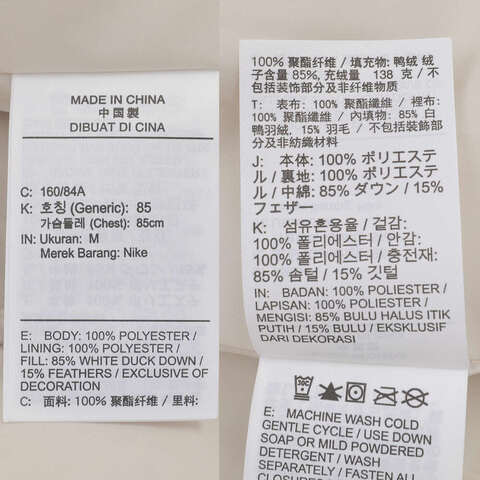 MADE IN CHINA
中国製
DIBUAT DI CINA
C: 160/84A
K: 호칭 (Generic): 85
가슴둘레 (Chest): 85cm
IN: Ukuran: M
Merek Barang: Nike
E: BODY: 100% POLYESTER /
LINING: 100% POLYESTER /
FILL: 85% WHITE DUCK DOWN /
15% FEATHERS / EXCLUSIVE OF
DECORATION
C: 面料: 100% 聚酯纤维 / 里料:
100% 聚酯纤维 / 填充物: 鸭绒 绒
子含量 85%, 充绒量 138 克 / 不
包括装饰部分及非纤维物质
T: 表布: 100% 聚酯纖維 / 裡布:
100% 聚酯纖維 / 內填充: 85% 白
鴨羽絨, 15% 羽毛 / 不包括裝飾部
分及非紡織材料
J: 本体: 100% ポリエステ
ル / 裏地: 100% ポリエステ
ル / 中綿: 85% ダウン / 15%
フェザー
K: 섬유혼용율 / 겉감:
100% 폴리에스터 / 안감:
100% 폴리에스터 / 충전재:
85% 솜털 / 15% 깃털
IN: BADAN: 100% POLIESTER /
LAPISAN: 100% POLIESTER /
MENGISI: 85% BULU HALUS ITIK
PUTIH / 15% BULU / EKSKLUSIF
DARI DEKORASI
E: MACHINE WASH COLD
GENTLE CYCLE / USE DOWN
SOAP OR MILD POWDERED
DETERGENT / WASH
SEPARATELY / FASTEN ALL